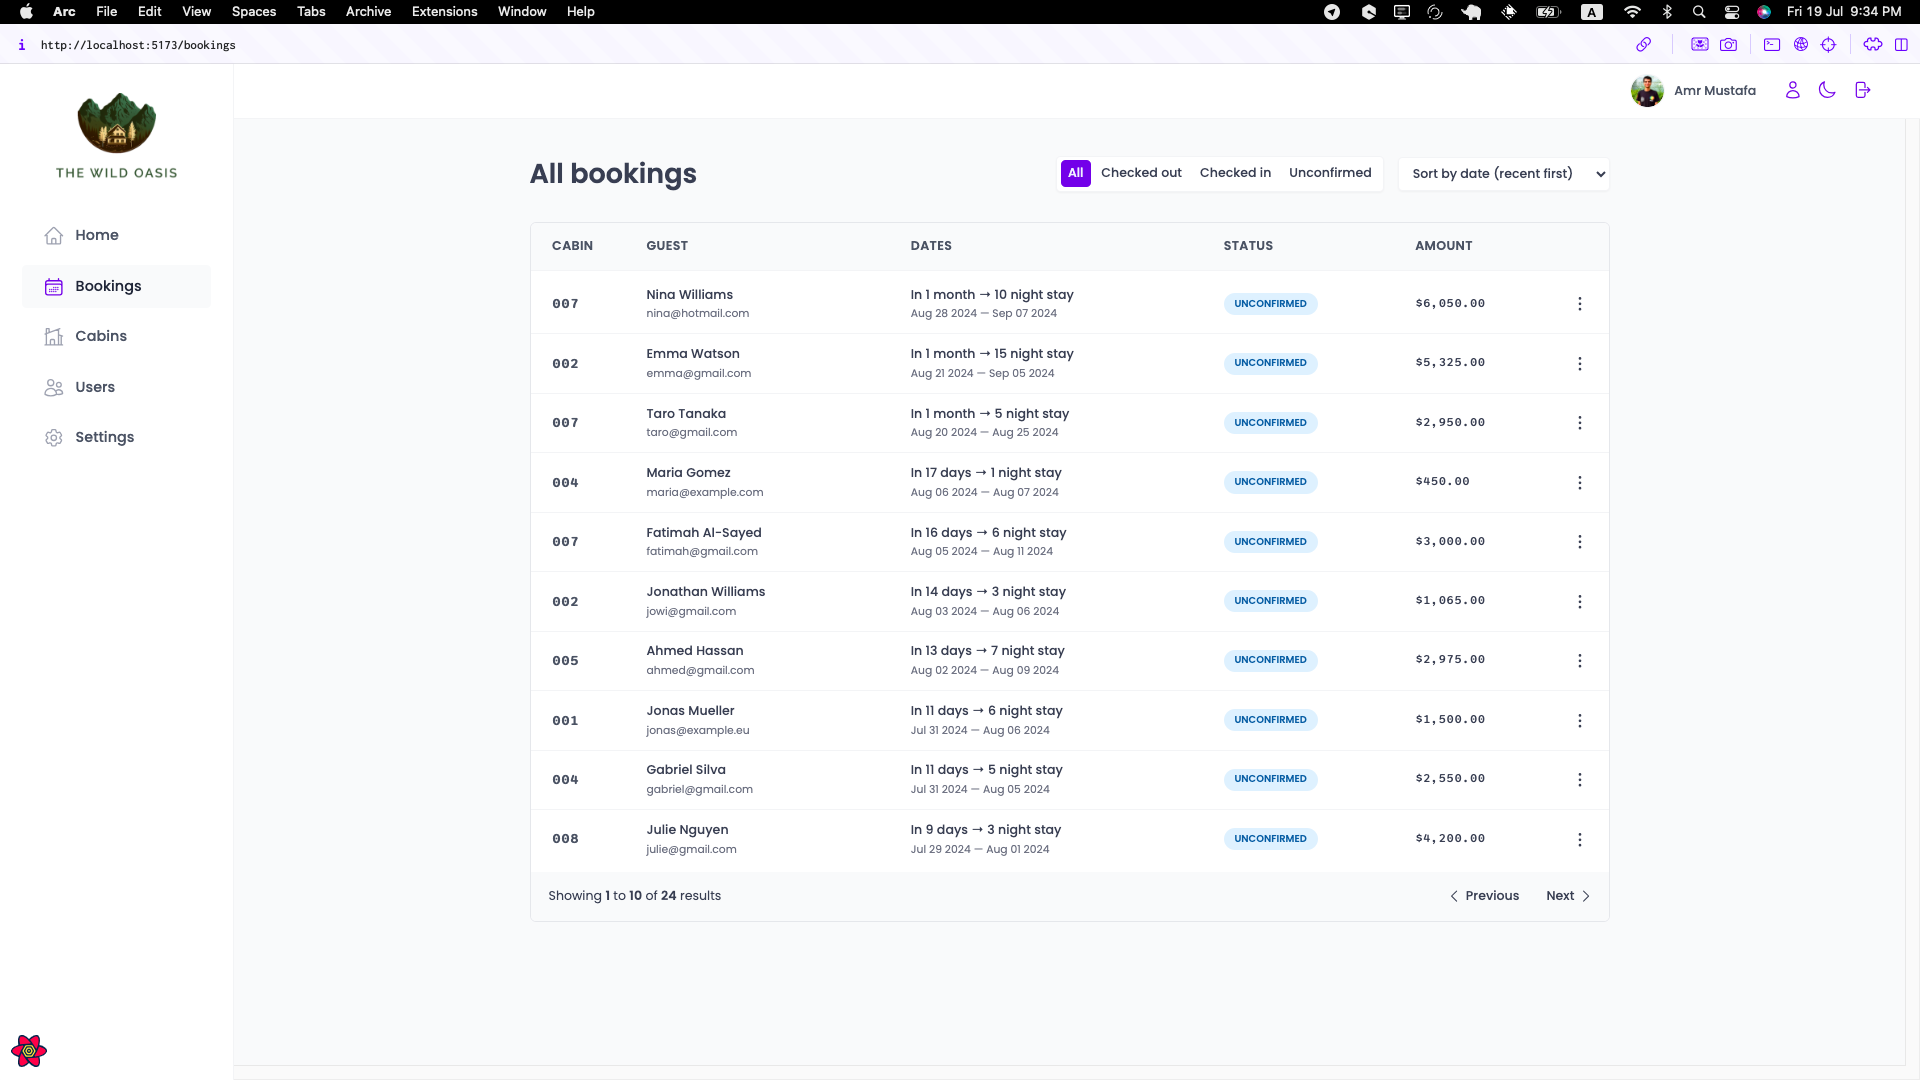 Arc File Edit View Spaces Tabs Archive Extensions Window Help A Fri 19 Jul 9:34 PM
i http://localhost:5173/bookings
Amr Mustafa
THE WILD OASIS
Home
Bookings
Cabins
Users
Settings
All bookings
All Checked out Checked in Unconfirmed Sort by date (recent first)
CABIN GUEST DATES STATUS AMOUNT
007 Nina Williams In 1 month → 10 night stay UNCONFIRMED $6,050.00
nina@hotmail.com Aug 28 2024 — Sep 07 2024
002 Emma Watson In 1 month → 15 night stay UNCONFIRMED $5,325.00
emma@gmail.com Aug 21 2024 — Sep 05 2024
007 Taro Tanaka In 1 month → 5 night stay UNCONFIRMED $2,950.00
taro@gmail.com Aug 20 2024 — Aug 25 2024
004 Maria Gomez In 17 days → 1 night stay UNCONFIRMED $450.00
maria@example.com Aug 06 2024 — Aug 07 2024
007 Fatimah Al-Sayed In 16 days → 6 night stay UNCONFIRMED $3,000.00
fatimah@gmail.com Aug 05 2024 — Aug 11 2024
002 Jonathan Williams In 14 days → 3 night stay UNCONFIRMED $1,065.00
jowi@gmail.com Aug 03 2024 — Aug 06 2024
005 Ahmed Hassan In 13 days → 7 night stay UNCONFIRMED $2,975.00
ahmed@gmail.com Aug 02 2024 — Aug 09 2024
001 Jonas Mueller In 11 days → 6 night stay UNCONFIRMED $1,500.00
jonas@example.eu Jul 31 2024 — Aug 06 2024
004 Gabriel Silva In 11 days → 5 night stay UNCONFIRMED $2,550.00
gabriel@gmail.com Jul 31 2024 — Aug 05 2024
008 Julie Nguyen In 9 days → 3 night stay UNCONFIRMED $4,200.00
julie@gmail.com Jul 29 2024 — Aug 01 2024
Showing 1 to 10 of 24 results Previous Next